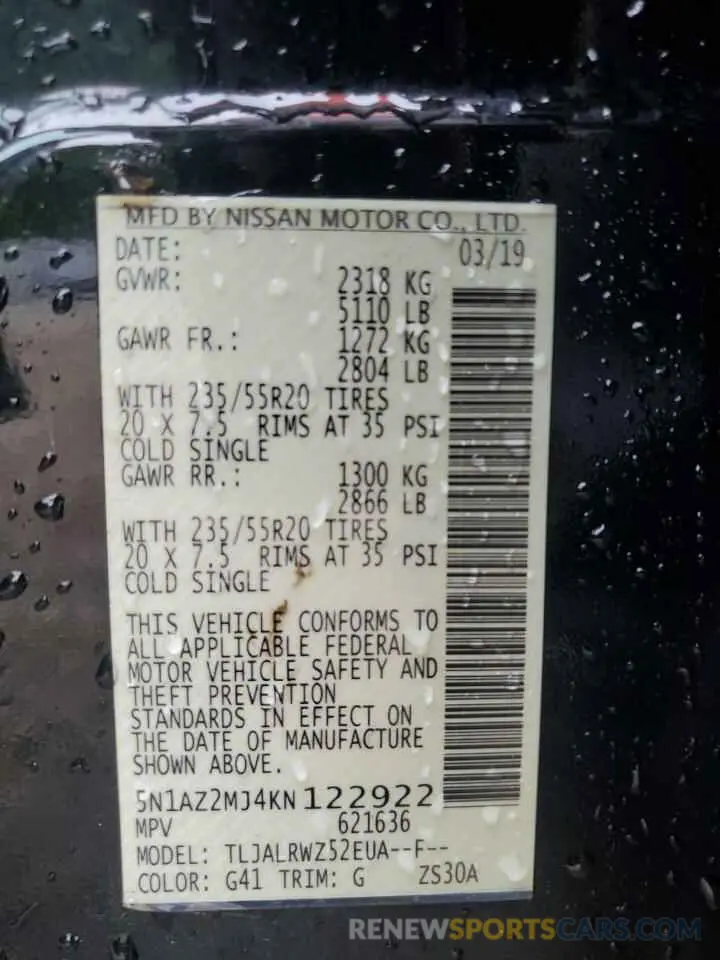 MFD BY NISSAN MOTOR CO., LTD.
DATE: 03/19
GVWR: 2318 KG
5110 LB
GAWR FR.: 1272 KG
2804 LB
WITH 235/55R20 TIRES
20 X 7.5 RIMS AT 35 PSI
COLD SINGLE
GAWR RR.: 1300 KG
2866 LB
WITH 235/55R20 TIRES
20 X 7.5 RIMS AT 35 PSI
COLD SINGLE
THIS VEHICLE CONFORMS TO
ALL APPLICABLE FEDERAL
MOTOR VEHICLE SAFETY AND
THEFT PREVENTION
STANDARDS IN EFFECT ON
THE DATE OF MANUFACTURE
SHOWN ABOVE.
5N1AZ2MJ4KN122922
MPV 621636
MODEL: TLJALRWZ52EUA--F--
COLOR: G41 TRIM: G ZS30A
RENEWSPORTSCARS.COM